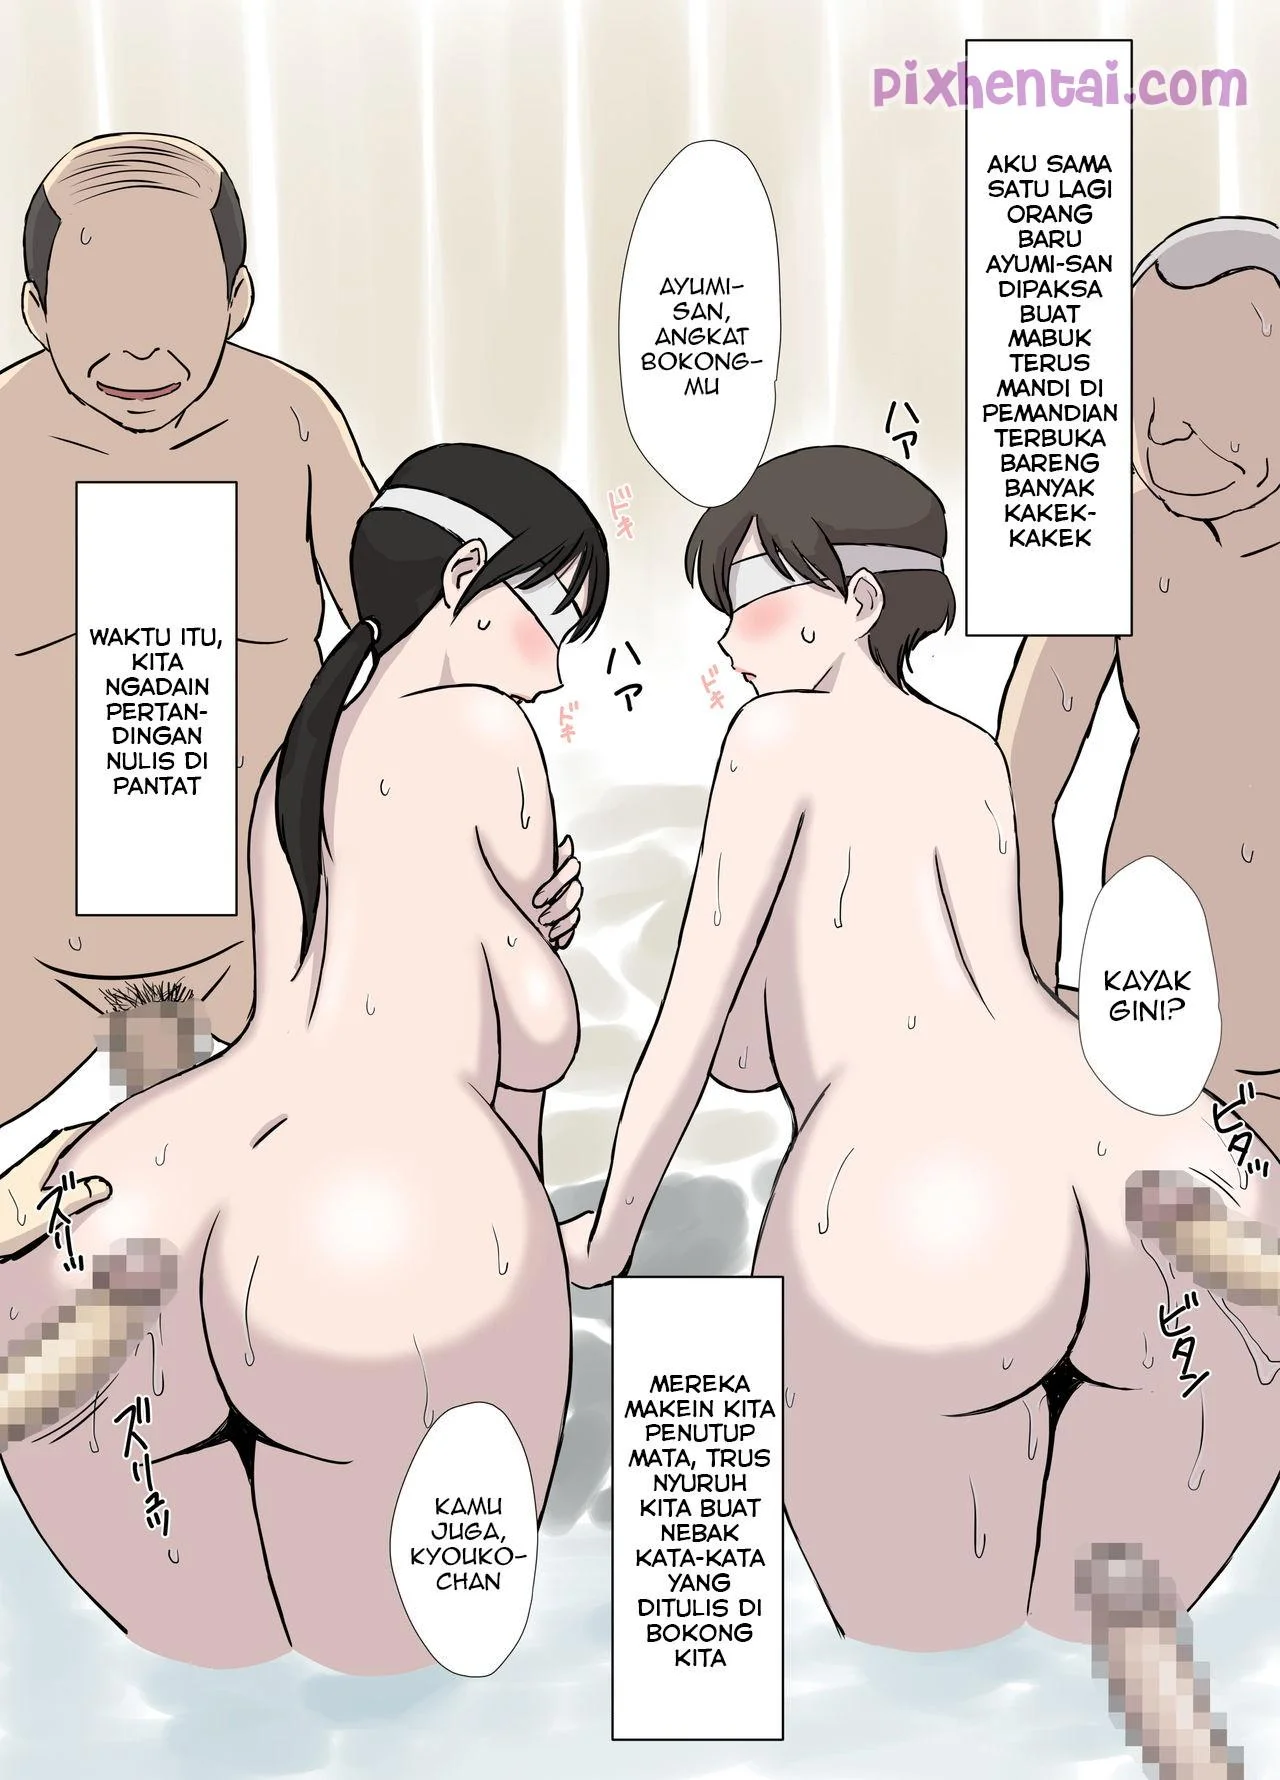 pixhentai.com
AKU SAMA
SATU LAGI
ORANG
BARU
AYUMI-SAN
DIPAKSA
BUAT
MABUK
TERUS
MANDI DI
PEMANDIAN
TERBUKA
BARENG
BANYAK
KAKEK-
KAKEK
AYUMI-
SAN,
ANGKAT
BOKONG-
MU
ハァ
ドキ
WAKTU ITU,
KITA
NGADAIN
PERTAN-
DINGAN
NULIS DI
PANTAT
ハァ
ドキ
ドキ
KAYAK
GINI?
ビタッ
ズリッ
ビタン
ズリュッ
MEREKA
MAKEIN KITA
PENUTUP
MATA, TRUS
NYURUH
KITA BUAT
NEBAK
KATA-KATA
YANG
DITULIS DI
BOKONG
KITA
KAMU
JUGA,
KYOUKO-
CHAN